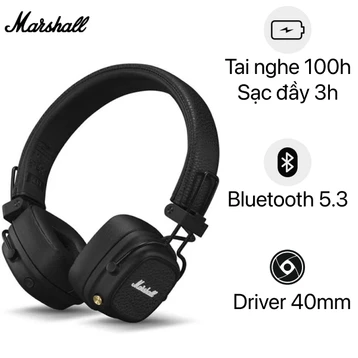 Marshall
Tai nghe 100h
Sạc đầy 3h
Bluetooth 5.3
Marshall
Driver 40mm